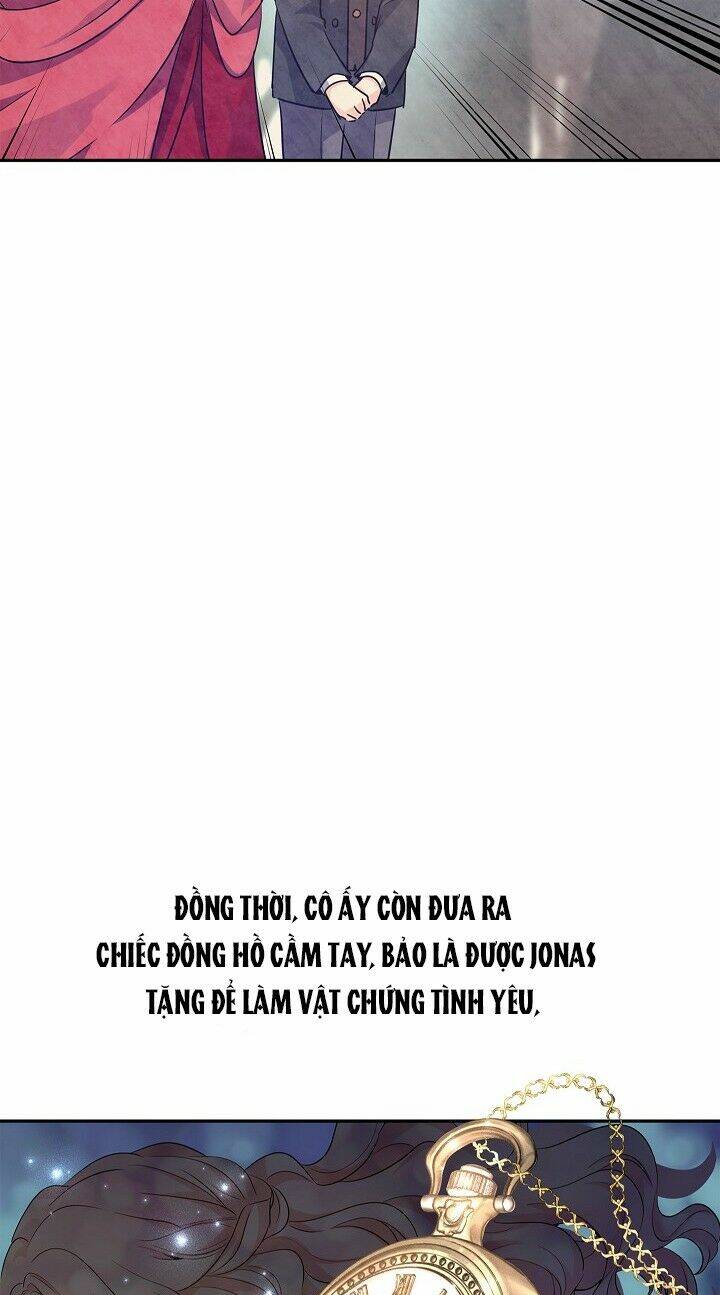 ĐỒNG THỜI, CÔ ẤY CÒN ĐƯA RA
CHIẾC ĐỒNG HỒ CẦM TAY, BẢO LÀ ĐƯỢC JONAS
TẶNG ĐỂ LÀM VẬT CHỨNG TÌNH YÊU,